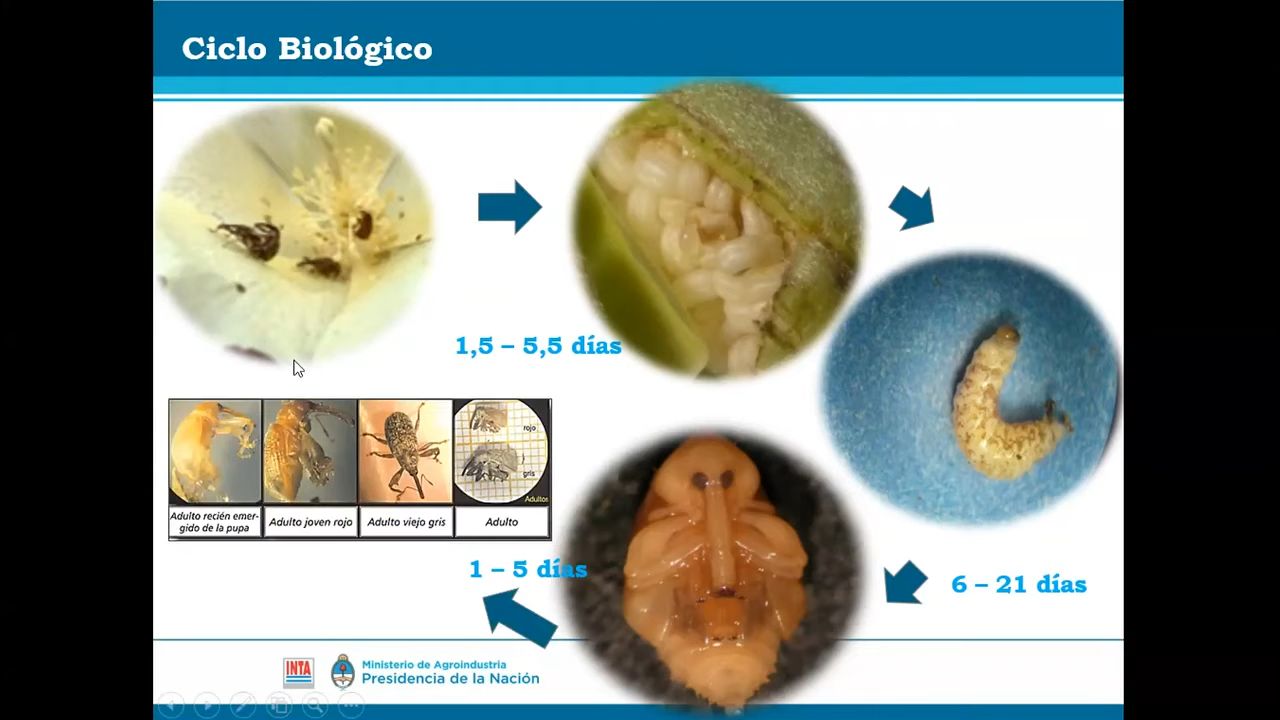 Ciclo Biológico
1,5 – 5,5 días
rojo
gris
Adultos
Adulto recién emer-
gido de la pupa
Adulto joven rojo
Adulto viejo gris
Adulto
1 – 5 días
6 – 21 días
INTA
Ministerio de Agroindustria
Presidencia de la Nación